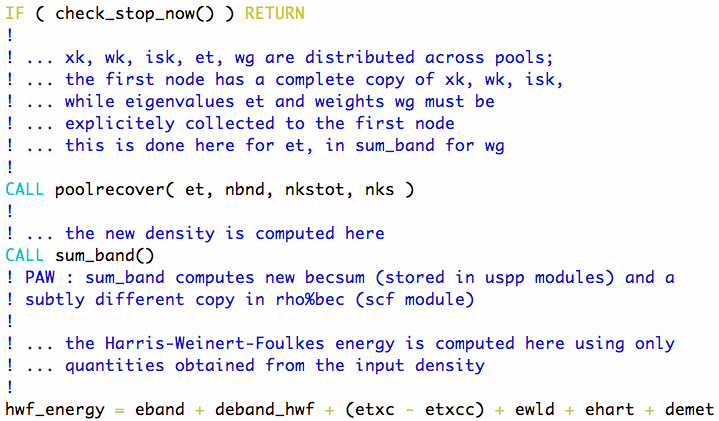 IF ( check_stop_now() ) RETURN
!
! ... xk, wk, isk, et, wg are distributed across pools;
! ... the first node has a complete copy of xk, wk, isk,
! ... while eigenvalues et and weights wg must be
! ... explicitely collected to the first node
! ... this is done here for et, in sum_band for wg
!
CALL poolrecover( et, nbnd, nkstot, nks )
!
! ... the new density is computed here
CALL sum_band()
! PAW : sum_band computes new becsum (stored in uspp modules) and a
! subtly different copy in rho%bec (scf module)
!
! ... the Harris-Weinert-Foulkes energy is computed here using only
! ... quantities obtained from the input density
!
hwf_energy = eband + deband_hwf + (etxc - etxcc) + ewld + ehart + demet